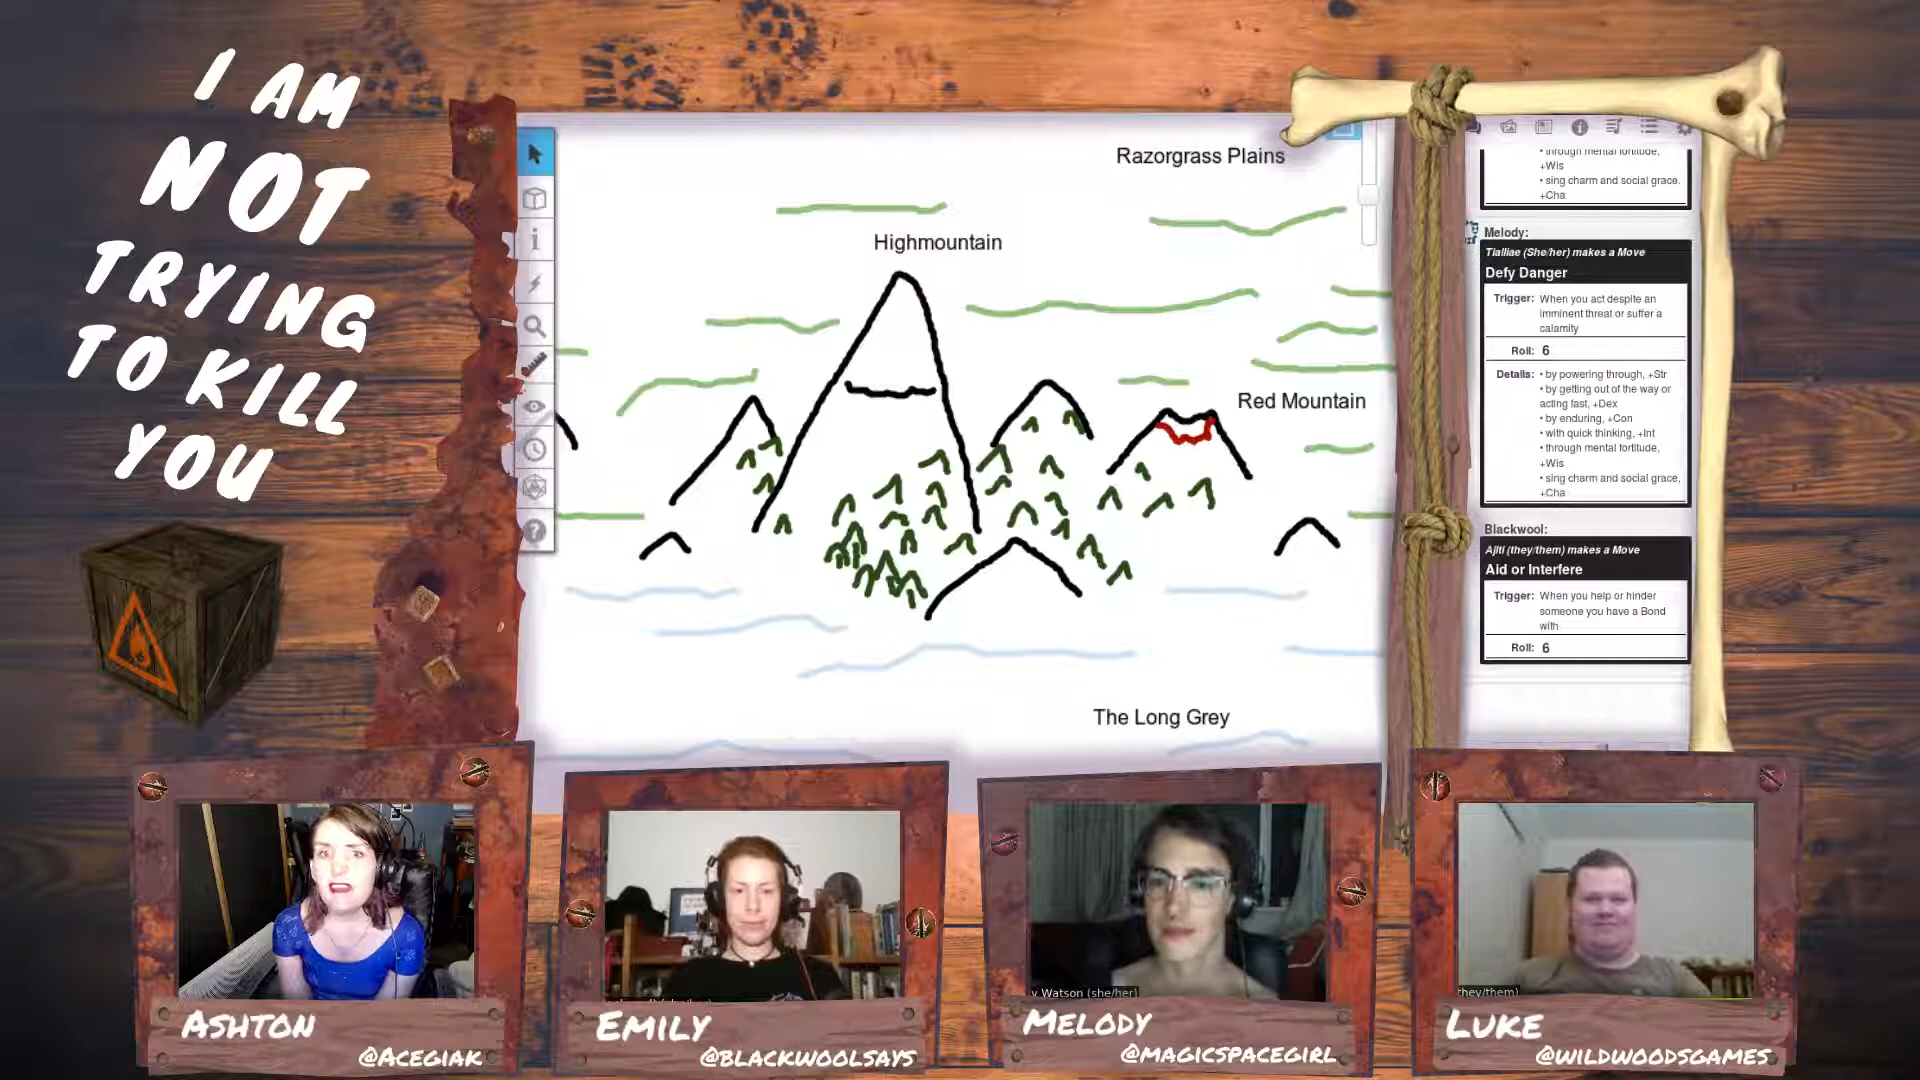 I AM
NOT
TRYING
TO KILL
YOU
Razorgrass Plains
Highmountain
Red Mountain
The Long Grey
• through mental fortitude,
+Wis
• sing charm and social grace.
+Cha
Melody:
Tialliae (She/her) makes a Move
Defy Danger
Trigger: When you act despite an
imminent threat or suffer a
calamity
Roll: 6
Details: • by powering through, +Str
• by getting out of the way or
acting fast, +Dex
• by enduring, +Con
• with quick thinking, +Int
• through mental fortitude,
+Wis
• sing charm and social grace,
+Cha
Blackwool:
Ajiti (they/them) makes a Move
Aid or Interfere
Trigger: When you help or hinder
someone you have a Bond
with
Roll: 6
y Watson (she/her)
they/them)
ASHTON
@ACEGIAK
EMILY
@BLACKWOOLSAYS
MELODY
@MAGICSPACEGIRL
LUKE
@WILDWOODSGAMES